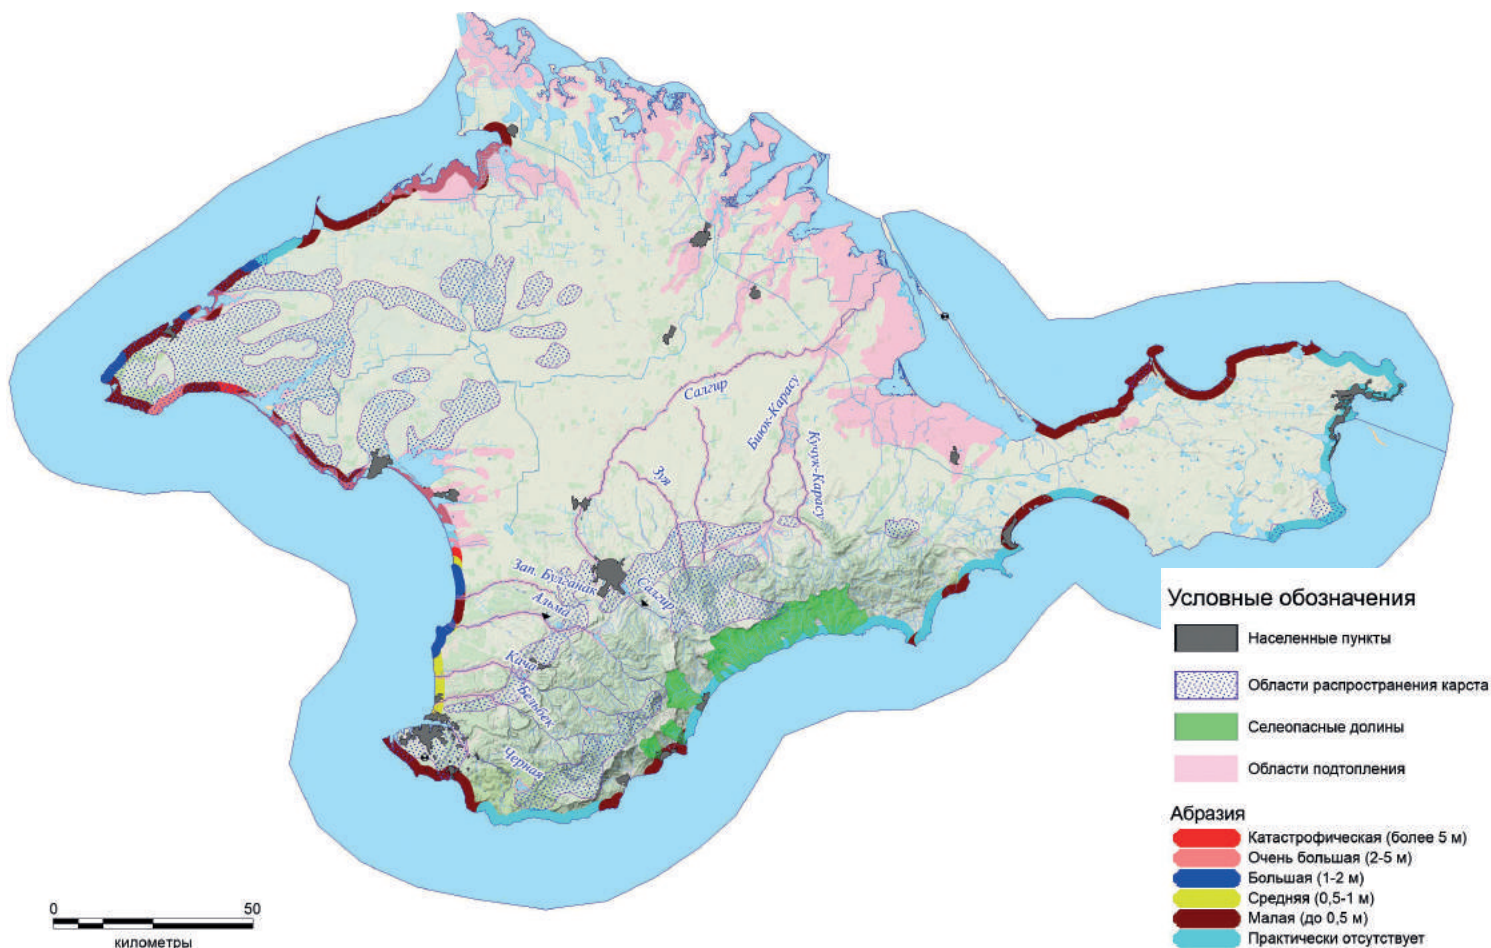 Салгир
Биюк-Карасу
Кучук-Карасу
Зуя
Зап. Булганак
Салгир
Альма
Кача
Бельбек
Черная
Условные обозначения
Населенные пункты
Области распространения карста
Селеопасные долины
Области подтопления
Абразия
Катастрофическая (более 5 м)
Очень большая (2-5 м)
Большая (1-2 м)
Средняя (0,5-1 м)
Малая (до 0,5 м)
Практически отсутствует
0 50
километры